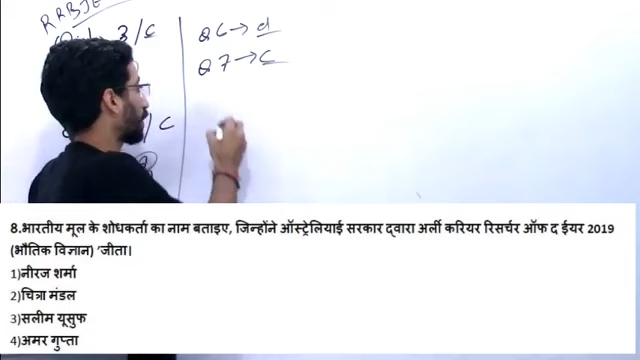 RRBJE
3/c
Q6→d
Q7→c
/c
8.भारतीय मूल के शोधकर्ता का नाम बताइए, जिन्होंने ऑस्ट्रेलियाई सरकार द्वारा अर्ली करियर रिसर्चर ऑफ द ईयर 2019
(भौतिक विज्ञान) 'जीता।
1)नीरज शर्मा
2)चित्रा मंडल
3)सलीम यूसुफ
4)अमर गुप्ता